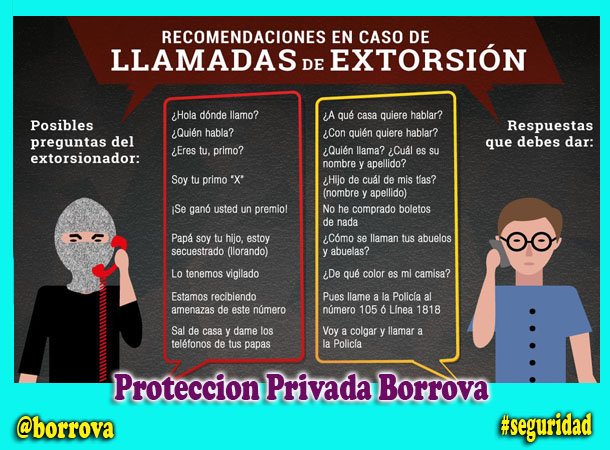 RECOMENDACIONES EN CASO DE
LLAMADAS DE EXTORSIÓN
Posibles
preguntas del
extorsionador:
¿Hola dónde llamo?
¿Quién habla?
¿Eres tu, primo?
Soy tu primo “X”
¡Se ganó usted un premio!
Papá soy tu hijo, estoy
secuestrado (llorando)
Lo tenemos vigilado
Estamos recibiendo
amenazas de este número
Sal de casa y dame los
teléfonos de tus papas
¿A qué casa quiere hablar?
¿Con quién quiere hablar?
¿Quién llama? ¿Cuál es su
nombre y apellido?
¿Hijo de cuál de mis tías?
(nombre y apellido)
No he comprado boletos
de nada
¿Cómo se llaman tus abuelos
y abuelas?
¿De qué color es mi camisa?
Pues llame a la Policía al
número 105 ó Línea 1818
Voy a colgar y llamar a
la Policía
Respuestas
que debes dar:
Proteccion Privada Borrova
@borrova
#seguridad